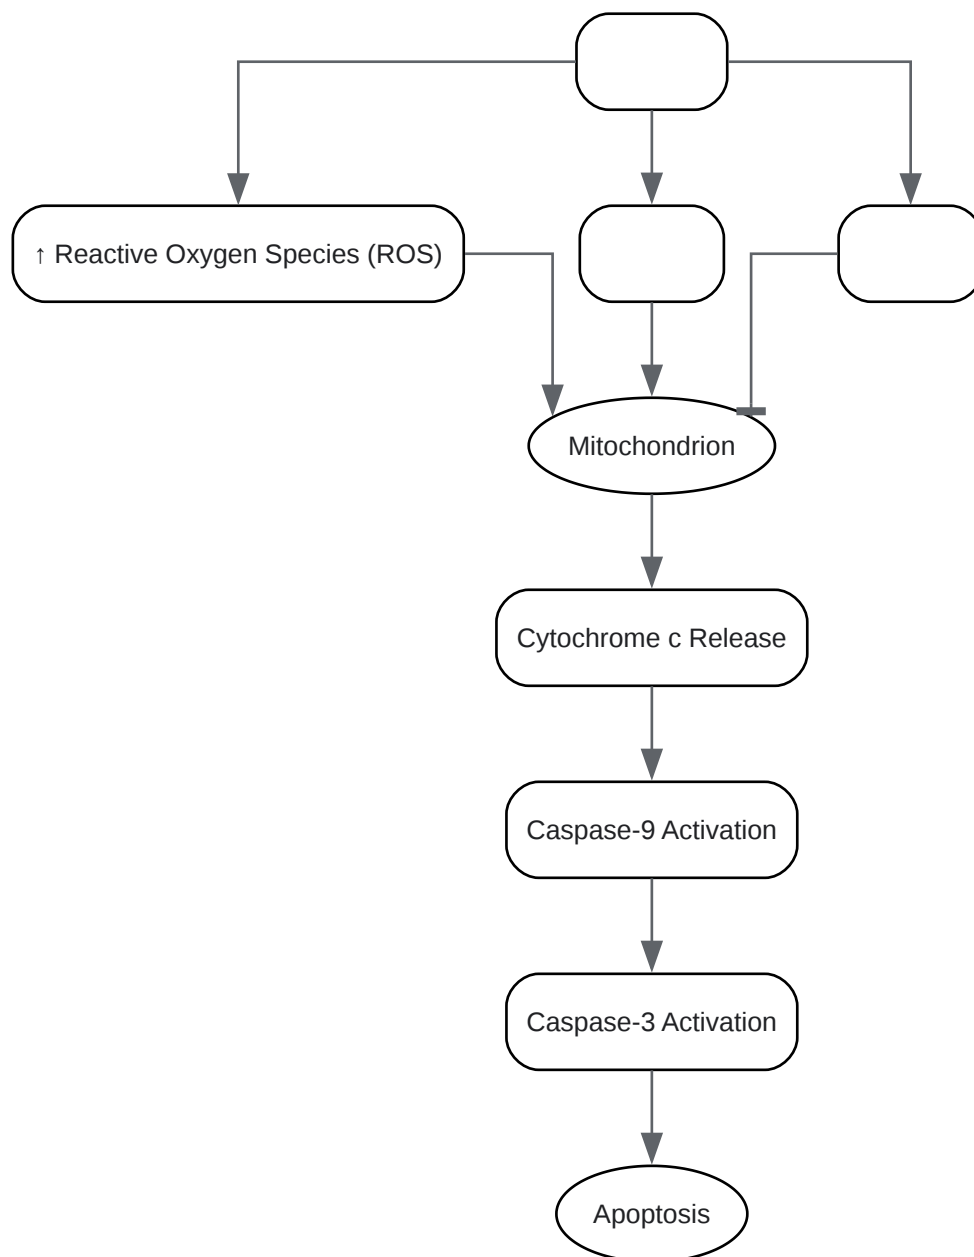 ↑ Reactive Oxygen Species (ROS)
Mitochondrion
Cytochrome c Release
Caspase-9 Activation
Caspase-3 Activation
Apoptosis